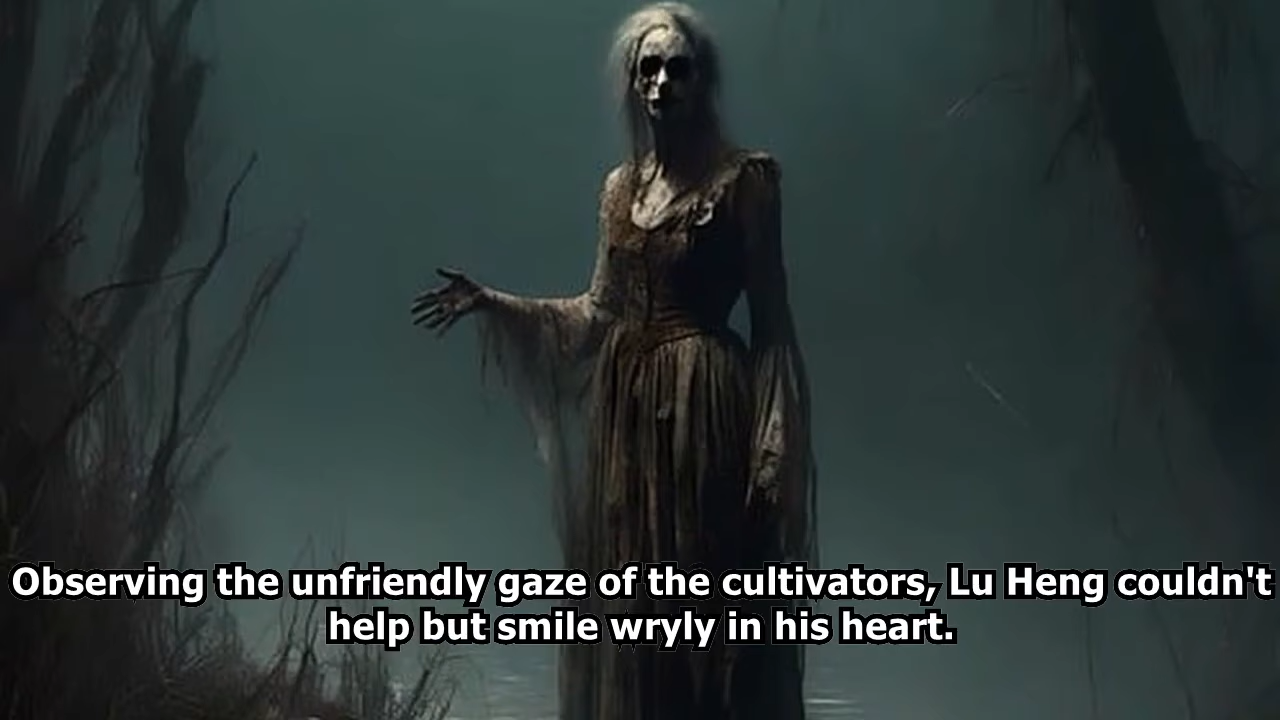 Observing the unfriendly gaze of the cultivators, Lu Heng couldn't
help but smile wryly in his heart.